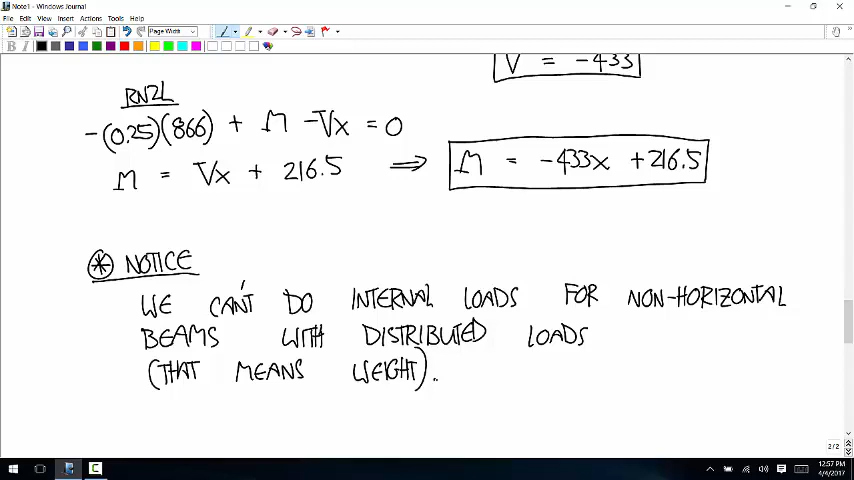 Note1 - Windows Journal
File Edit View Insert Actions Tools Help
Page Width
B I
V = -433
RN2L
-(0.25)(866) + M - Vx = 0
M = Vx + 216.5 ⟹ M = -433x + 216.5
* NOTICE
WE CAN'T DO INTERNAL LOADS FOR NON-HORIZONTAL
BEAMS WITH DISTRIBUTED LOADS
(THAT MEANS WEIGHT).
2/2
12:57 PM
4/4/2017